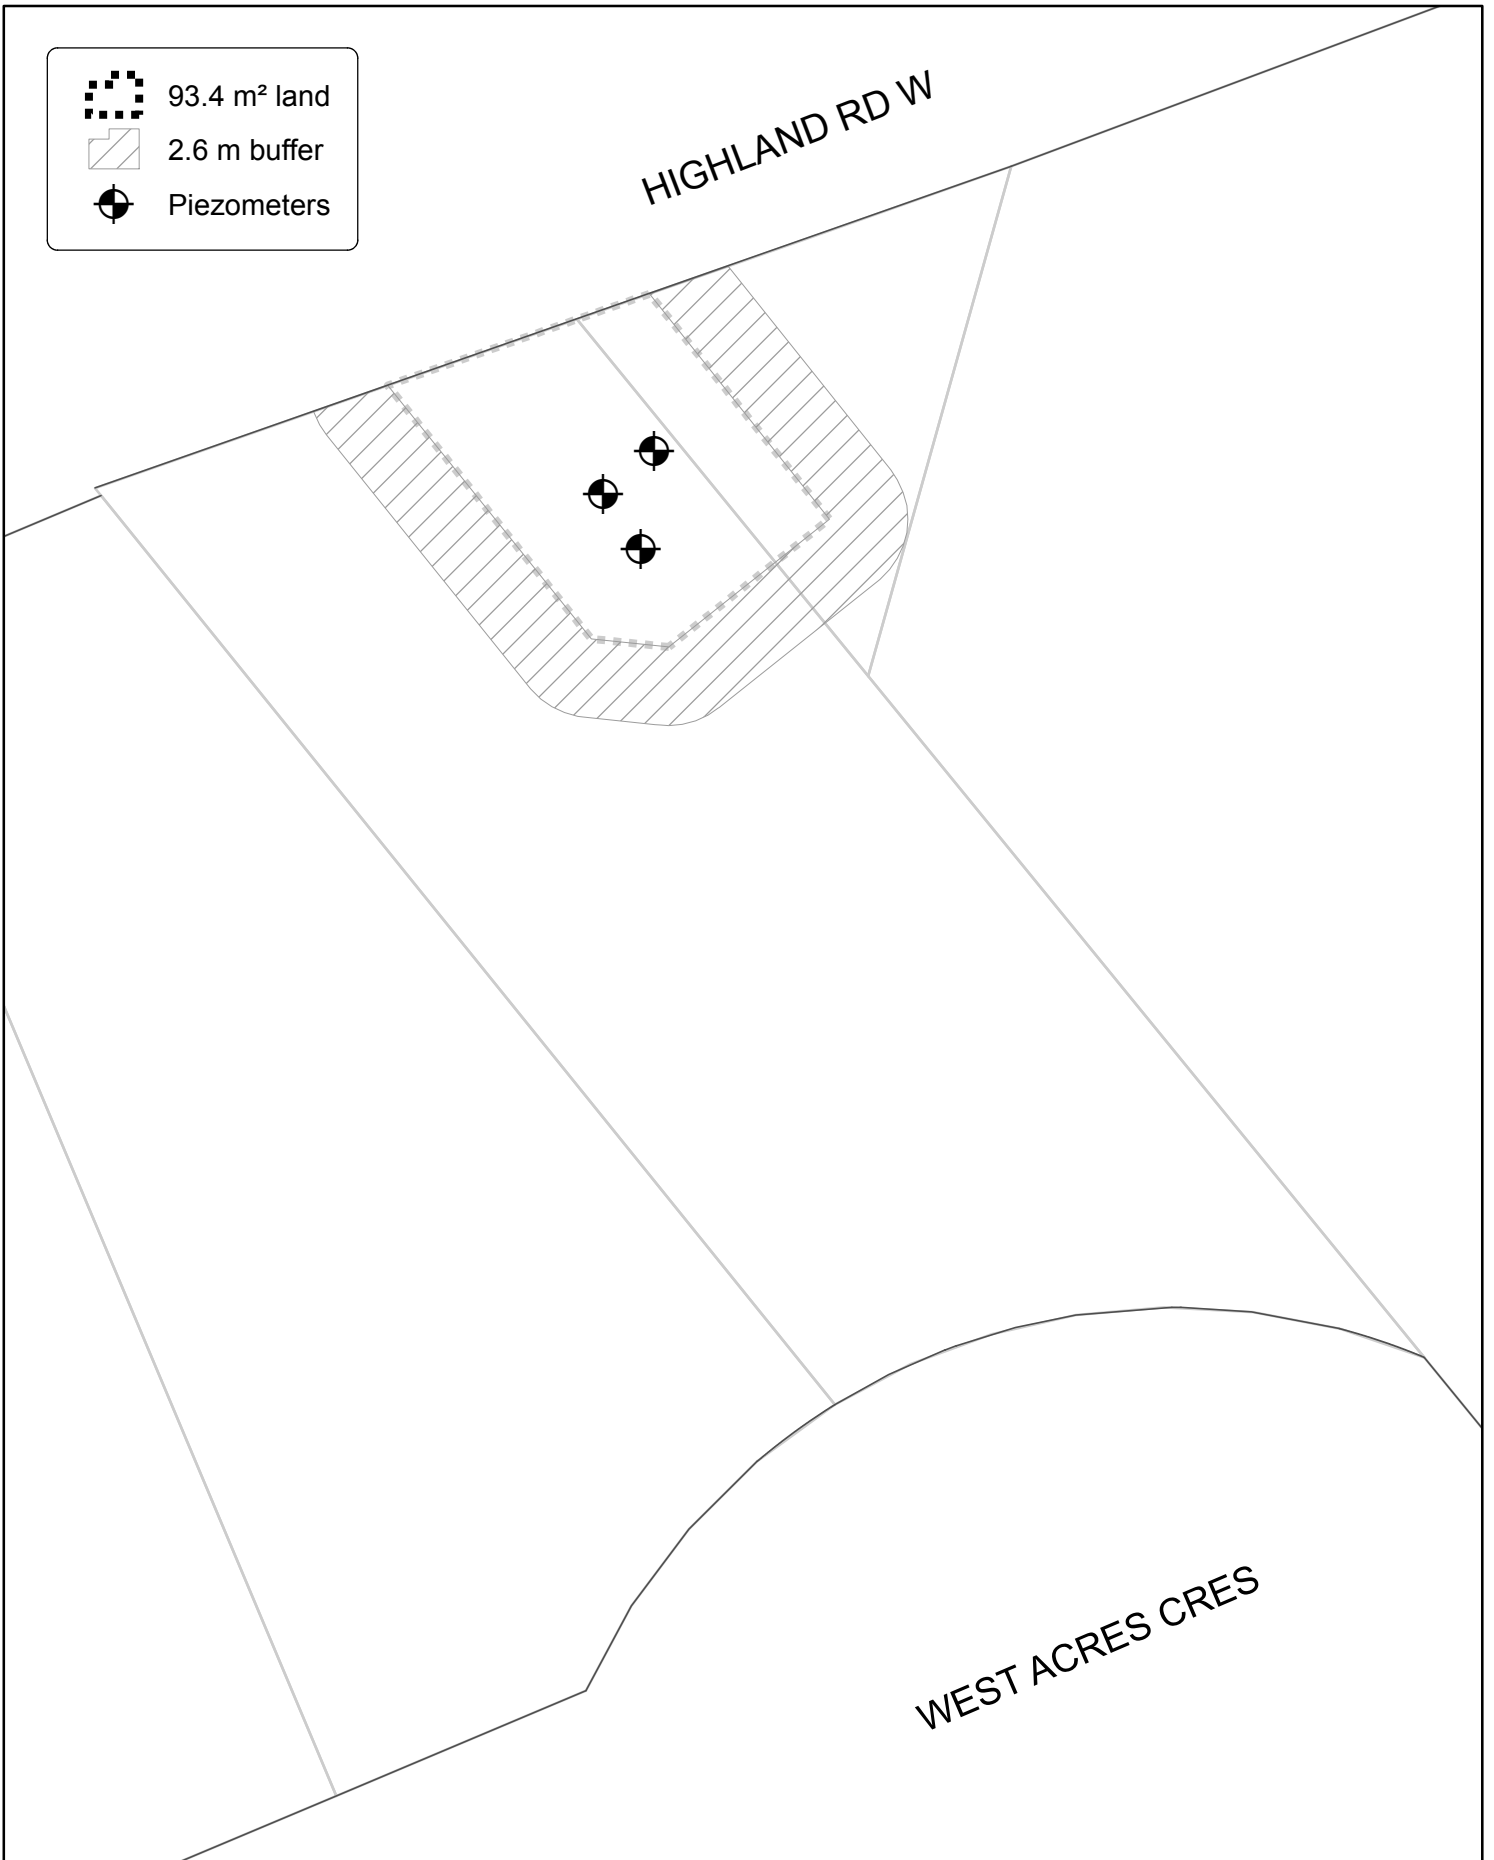 93.4 m² land
2.6 m buffer
Piezometers
HIGHLAND RD W
WEST ACRES CRES